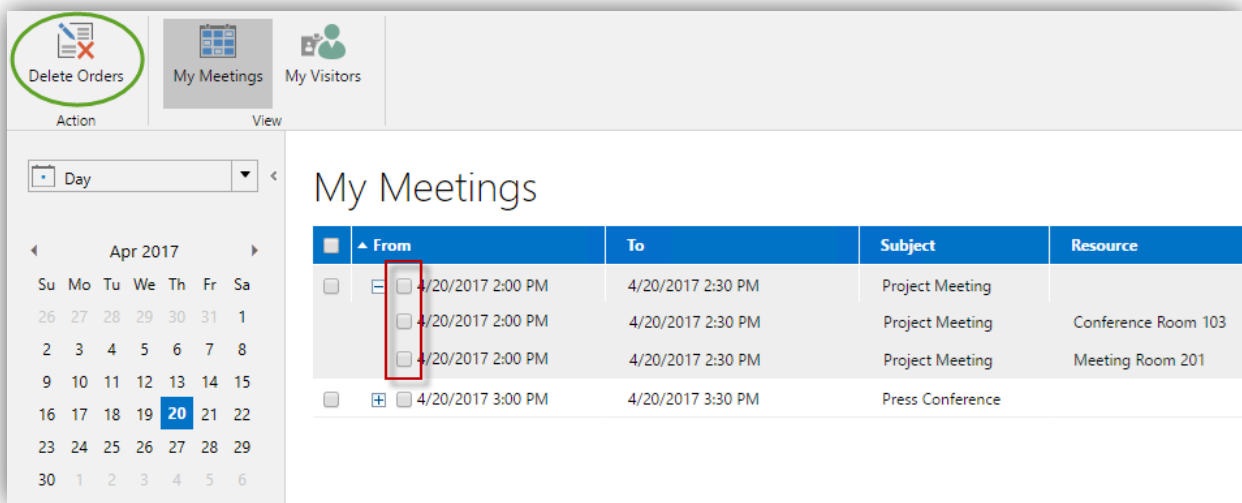 Delete Orders
My Meetings
My Visitors
Action
View
Day
My Meetings
Apr 2017
Su Mo Tu We Th Fr Sa
26 27 28 29 30 31 1
2 3 4 5 6 7 8
9 10 11 12 13 14 15
16 17 18 19 20 21 22
23 24 25 26 27 28 29
30 1 2 3 4 5 6
From To Subject Resource
4/20/2017 2:00 PM 4/20/2017 2:30 PM Project Meeting
4/20/2017 2:00 PM 4/20/2017 2:30 PM Project Meeting Conference Room 103
4/20/2017 2:00 PM 4/20/2017 2:30 PM Project Meeting Meeting Room 201
4/20/2017 3:00 PM 4/20/2017 3:30 PM Press Conference